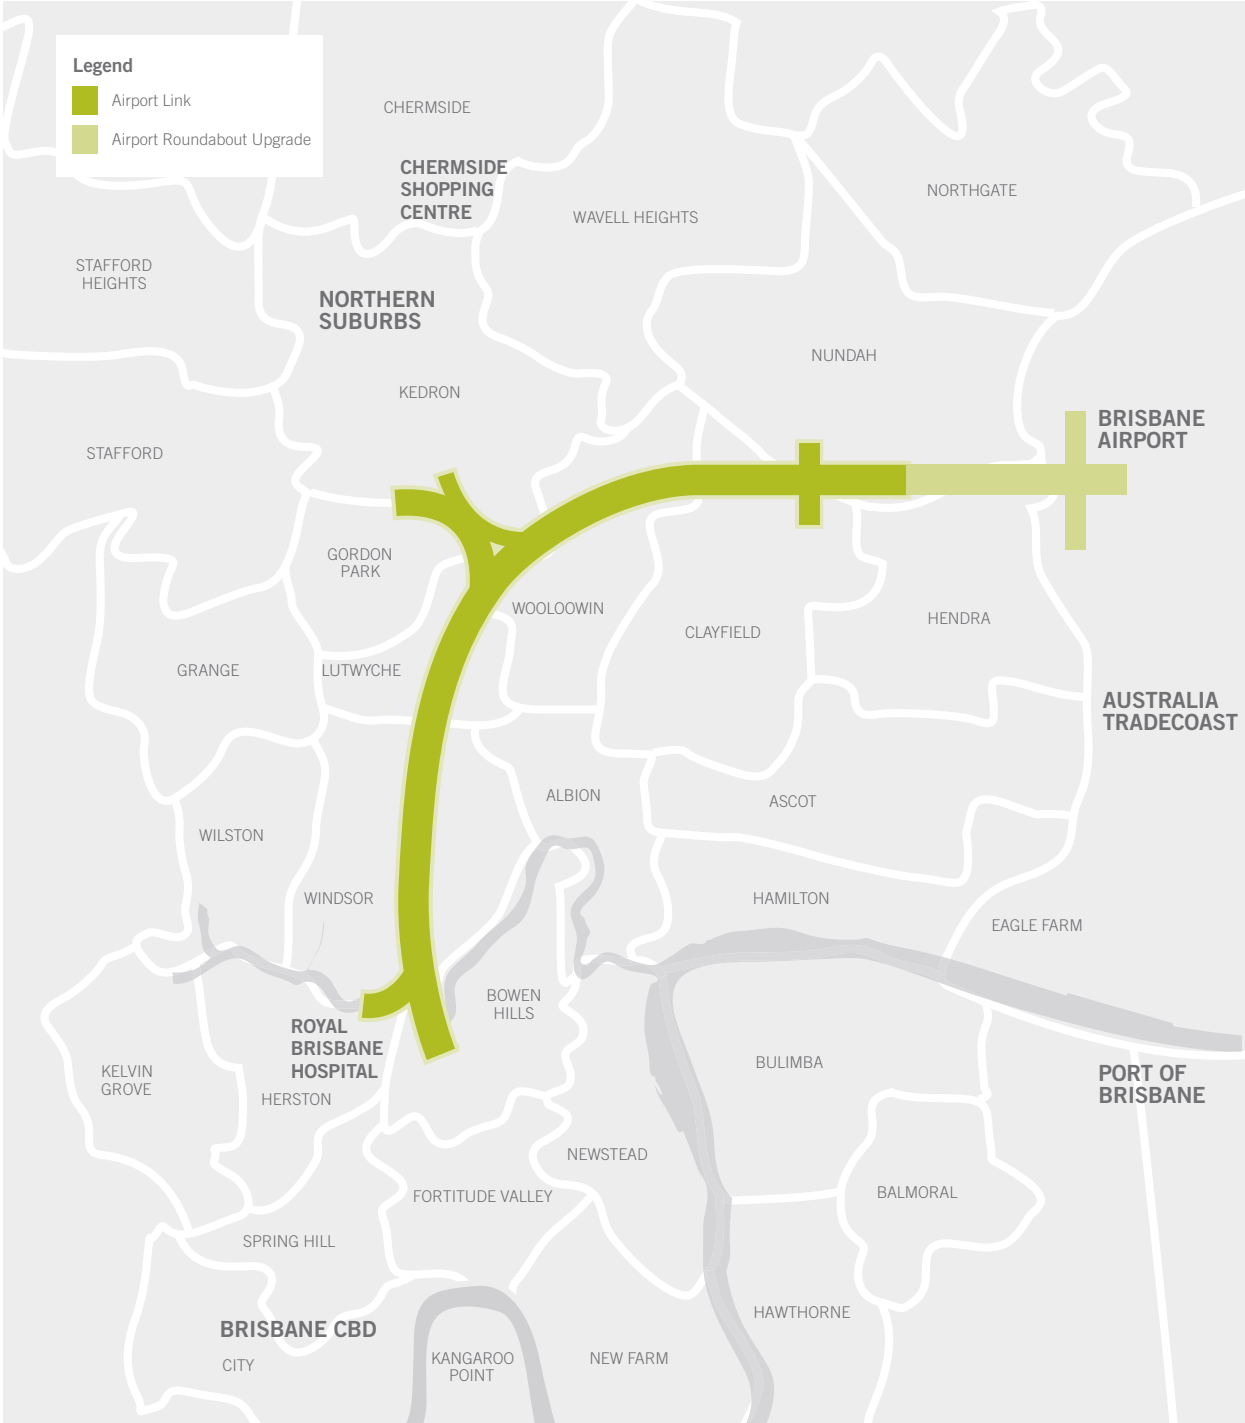 Legend
Airport Link
Airport Roundabout Upgrade
CHERMSIDE
CHERMSIDE
SHOPPING
CENTRE
WAVELL HEIGHTS
NORTHGATE
STAFFORD
HEIGHTS
NORTHERN
SUBURBS
NUNDAH
KEDRON
BRISBANE
AIRPORT
STAFFORD
GORDON
PARK
WOOLOOWIN
CLAYFIELD
HENDRA
GRANGE
LUTWYCHE
AUSTRALIA
TRADECOAST
ALBION
ASCOT
WILSTON
WINDSOR
HAMILTON
EAGLE FARM
BOWEN
HILLS
ROYAL
BRISBANE
HOSPITAL
BULIMBA
KELVIN
GROVE
HERSTON
PORT OF
BRISBANE
NEWSTEAD
FORTITUDE VALLEY
BALMORAL
SPRING HILL
HAWTHORNE
BRISBANE CBD
CITY
KANGAROO
POINT
NEW FARM